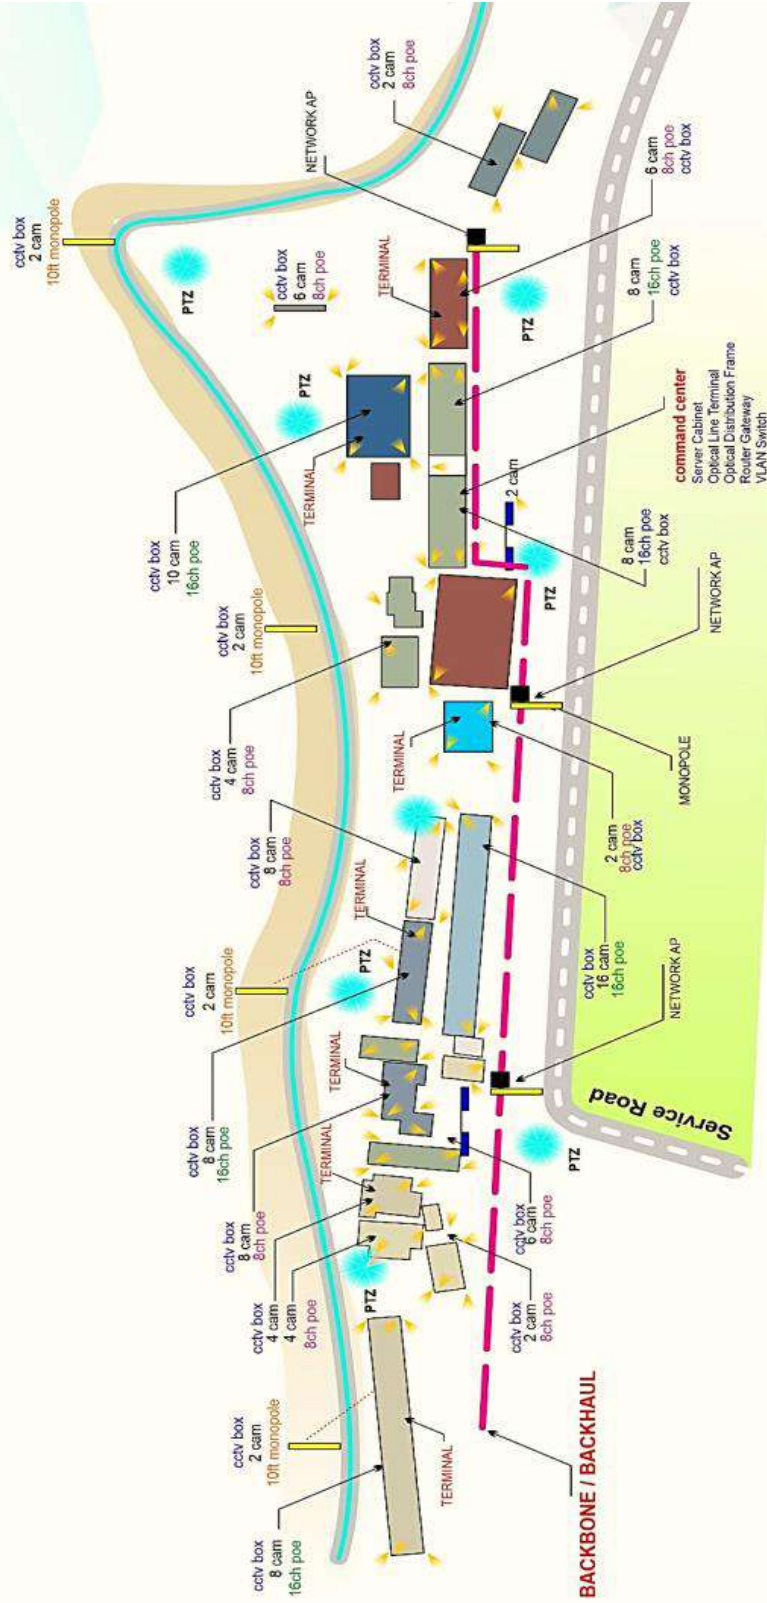 cctv box
2 cam
10ft monopole
cctv box
8 cam
16ch poe
cctv box
4 cam
4 cam
8ch poe
cctv box
8 cam
8ch poe
cctv box
8 cam
16ch poe
cctv box
2 cam
10ft monopole
cctv box
8 cam
8ch poe
cctv box
4 cam
8ch poe
cctv box
2 cam
10ft monopole
cctv box
10 cam
16ch poe
cctv box
2 cam
10ft monopole
PTZ
cctv box
6 cam
8ch poe
NETWORK AP
cctv box
2 cam
8ch poe
PTZ
TERMINAL
PTZ
TERMINAL
TERMINAL
PTZ
TERMINAL
TERMINAL
TERMINAL
TERMINAL
cctv box
2 cam
8ch poe
cctv box
6 cam
8ch poe
PTZ
cctv box
16 cam
16ch poe
2 cam
8ch poe
cctv box
PTZ
2 cam
PTZ
8 cam
16ch poe
cctv box
8 cam
16ch poe
cctv box
6 cam
8ch poe
cctv box
BACKBONE / BACKHAUL
Service Road
NETWORK AP
MONOPOLE
NETWORK AP
command center
Server Cabinet
Optical Line Terminal
Optical Distribution Frame
Router Gateway
VLAN Switch